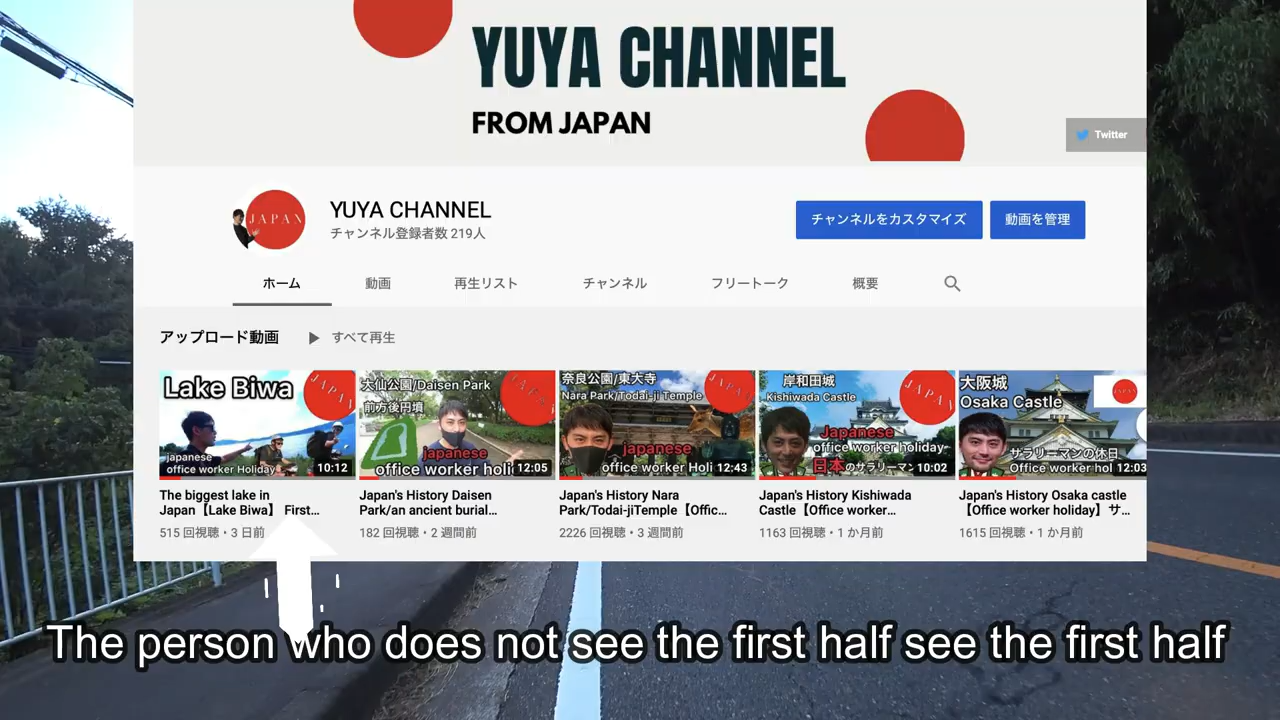 YUYA CHANNEL
FROM JAPAN
Twitter
JAPAN
YUYA CHANNEL
チャンネル登録者数 219人
チャンネルをカスタマイズ
動画を管理
ホーム
動画
再生リスト
チャンネル
フリートーク
概要
アップロード動画
すべて再生
Lake Biwa
JAPAN
japanese
office worker Holiday
10:12
The biggest lake in
Japan【Lake Biwa】 First...
515 回視聴・3 日前
大仙公園/Daisen Park
前方後円墳
japanese
office worker holi
12:05
Japan's History Daisen
Park/an ancient burial...
182 回視聴・2 週間前
奈良公園/東大寺
Nara Park/Todai-ji Temple
JAPAN
japanese
office worker Holi
12:43
Japan's History Nara
Park/Todai-jiTemple【Offic...
2226 回視聴・3 週間前
岸和田城
Kishiwada Castle
JAPAN
Japanese
office worker holiday
日本のサラリーマン
10:02
Japan's History Kishiwada
Castle【Office worker...
1163 回視聴・1 か月前
大阪城
Osaka Castle
JAPAN
サラリーマンの休日
Office worker hol
12:03
Japan's History Osaka castle
【Office worker holiday】サ...
1615 回視聴・1 か月前
The person who does not see the first half see the first half